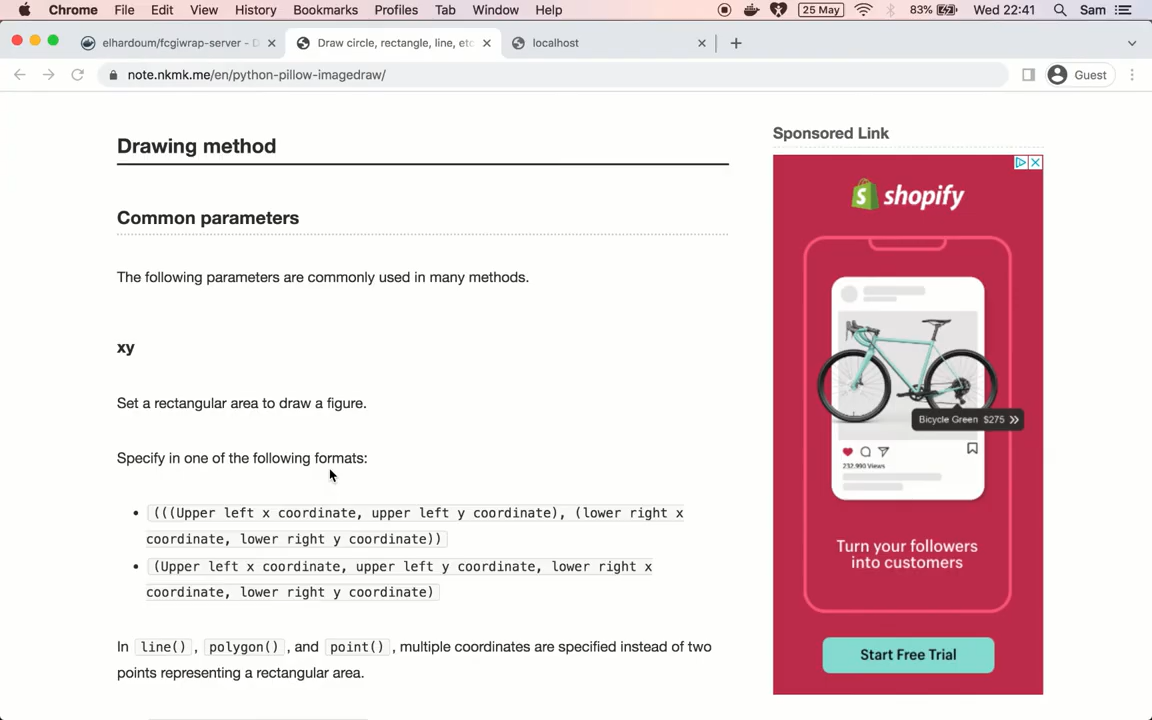 Chrome File Edit View History Bookmarks Profiles Tab Window Help 25 May 83% Wed 22:41 Sam
elhardoum/fcgiwrap-server - D
Draw circle, rectangle, line, etc
localhost
note.nkmk.me/en/python-pillow-imagedraw/
Guest
Drawing method
Common parameters
The following parameters are commonly used in many methods.
xy
Set a rectangular area to draw a figure.
Specify in one of the following formats:
• (((Upper left x coordinate, upper left y coordinate), (lower right x
coordinate, lower right y coordinate))
• (Upper left x coordinate, upper left y coordinate, lower right x
coordinate, lower right y coordinate)
In line(), polygon(), and point(), multiple coordinates are specified instead of two
points representing a rectangular area.
Sponsored Link
shopify
Bicycle Green $275 »
232.990 Views
Turn your followers
into customers
Start Free Trial